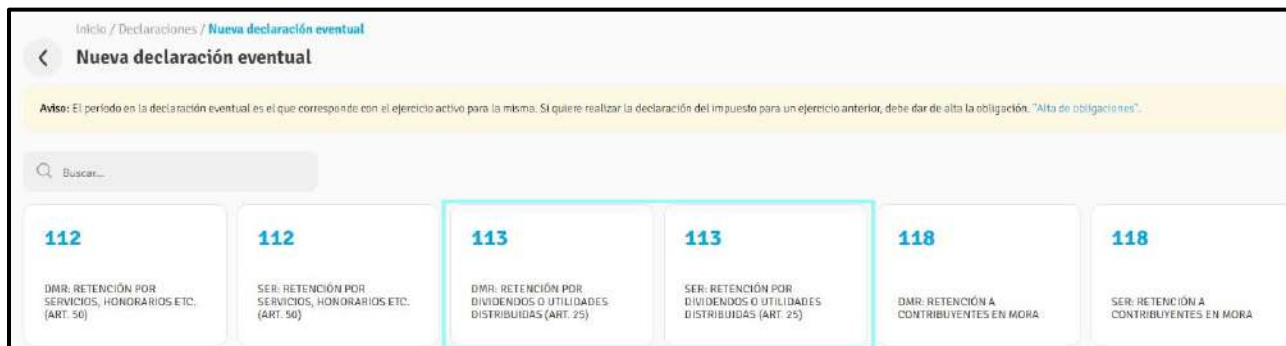 Inicio / Declaraciones / Nueva declaración eventual
Nueva declaración eventual
Aviso: El período en la declaración eventual es el que corresponde con el ejercicio activo para la misma. Si quiere realizar la declaración del impuesto para un ejercicio anterior, debe dar de alta la obligación. "Alta de obligaciones".
Buscar...
112
DMR: RETENCIÓN POR
SERVICIOS, HONORARIOS ETC.
(ART. 50)
112
SER: RETENCIÓN POR
SERVICIOS, HONORARIOS ETC.
(ART. 50)
113
DMR: RETENCIÓN POR
DIVIDENDOS O UTILIDADES
DISTRIBUIDAS (ART. 25)
113
SER: RETENCIÓN POR
DIVIDENDOS O UTILIDADES
DISTRIBUIDAS (ART. 25)
118
DMR: RETENCIÓN A
CONTRIBUYENTES EN MORA
118
SER: RETENCIÓN A
CONTRIBUYENTES EN MORA